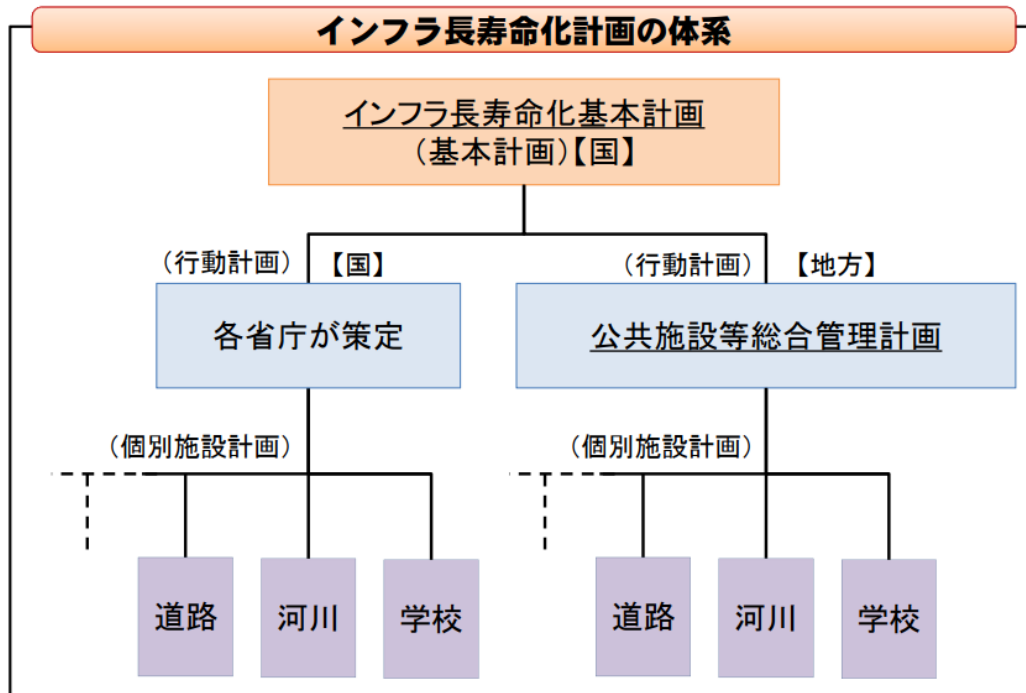 インフラ長寿命化計画の体系
インフラ長寿命化基本計画
(基本計画)【国】
(行動計画) 【国】
(行動計画) 【地方】
各省庁が策定
公共施設等総合管理計画
(個別施設計画)
(個別施設計画)
道路
河川
学校
道路
河川
学校